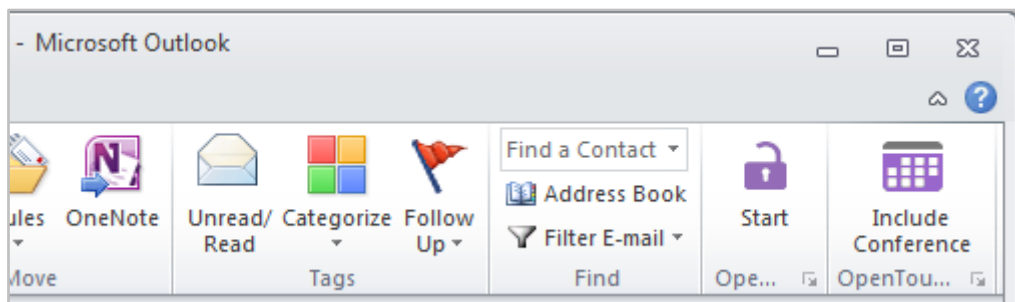 - Microsoft Outlook
Find a Contact
Address Book
Filter E-mail
ules
OneNote
Unread/
Read
Categorize
Follow
Up
Start
Include
Conference
Move
Tags
Find
Ope...
OpenTou...